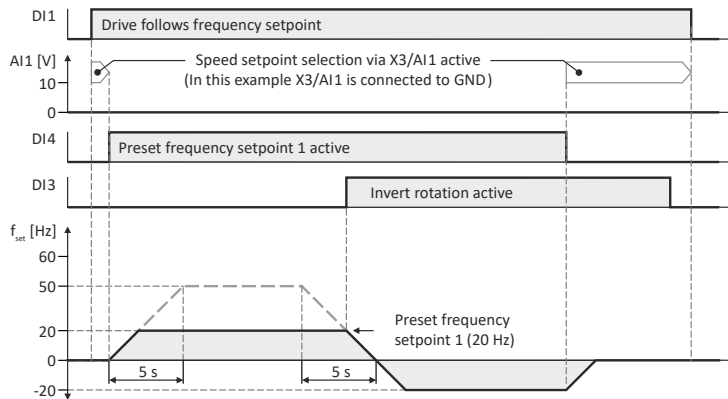 DI1
Drive follows frequency setpoint
AI1 [V]
Speed setpoint selection via X3/AI1 active
(In this example X3/AI1 is connected to GND)
10
0
DI4
Preset frequency setpoint 1 active
DI3
Invert rotation active
fset [Hz]
60
50
20
Preset frequency
setpoint 1 (20 Hz)
0
5 s
5 s
-20